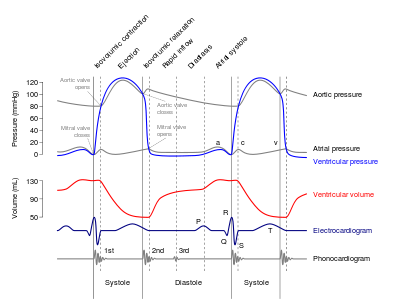 Isovolumic contraction
Ejection
Isovolumic relaxation
Rapid inflow
Diastasis
Atrial systole
Aortic valve
opens
Aortic valve
closes
Mitral valve
closes
Mitral valve
opens
Pressure (mmHg)
120
100
80
60
40
20
0
a
c
v
Aortic pressure
Atrial pressure
Ventricular pressure
Volume (mL)
130
90
50
Ventricular volume
R
P
Q
S
T
Electrocardiogram
1st
2nd
3rd
Phonocardiogram
Systole
Diastole
Systole